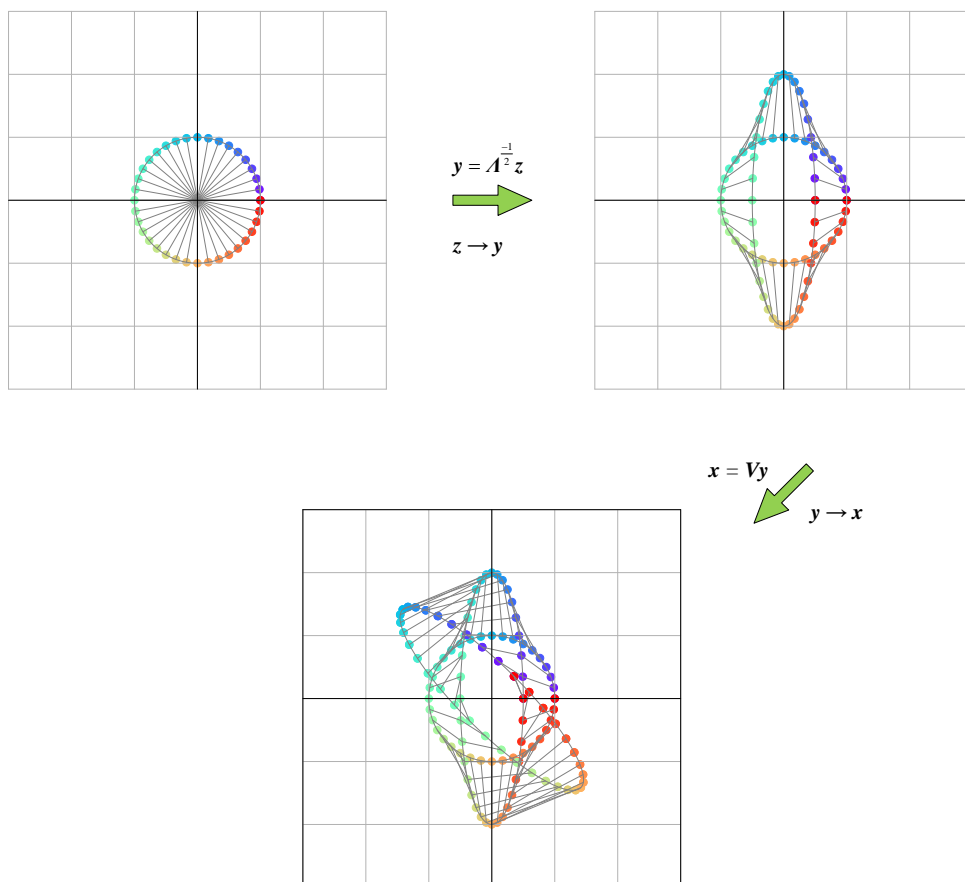 y = Λ^{-1/2} z
z → y
x = Vy
y → x